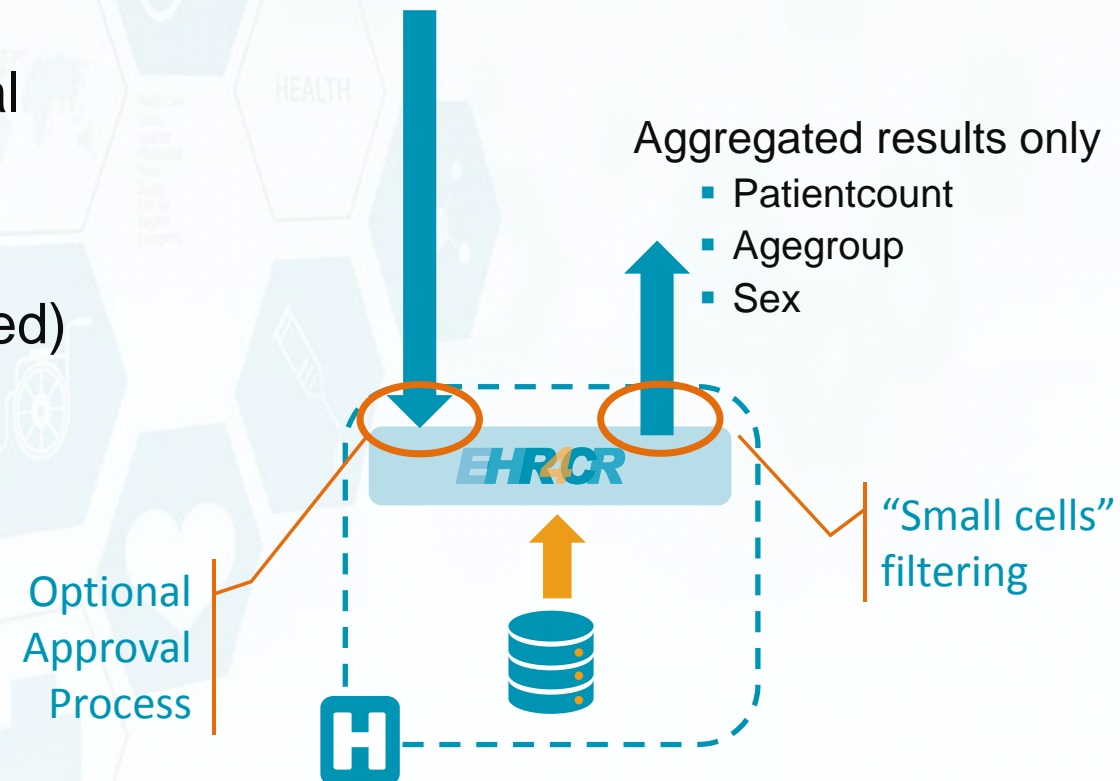 al
HEALTH
Aggregated results only
▪ Patientcount
▪ Agegroup
▪ Sex
ed)
EHR4CR
“Small cells”
filtering
Optional
Approval
Process
H